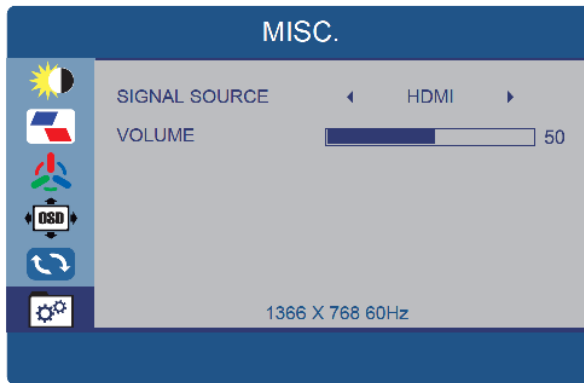 MISC.
SIGNAL SOURCE HDMI
VOLUME 50
OSD
1366 X 768 60Hz